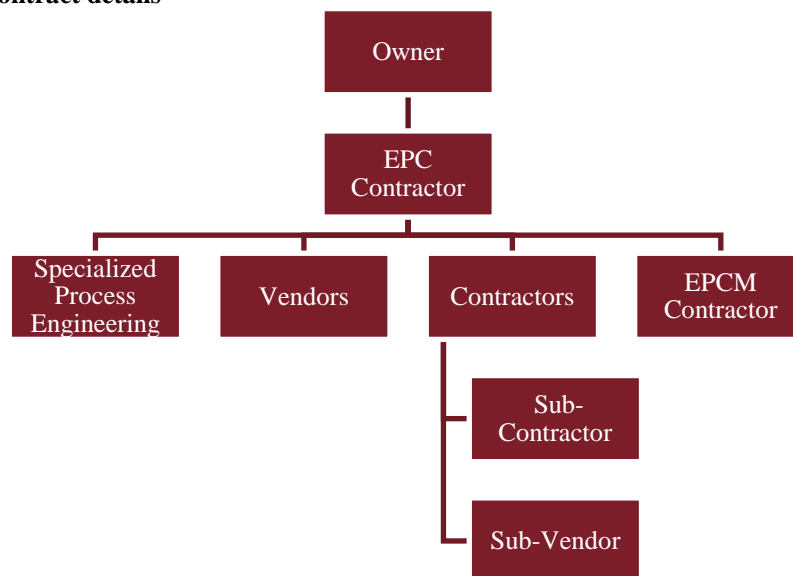 Owner
EPC
Contractor
Specialized
Process
Engineering
Vendors
Contractors
EPCM
Contractor
Sub-
Contractor
Sub-Vendor